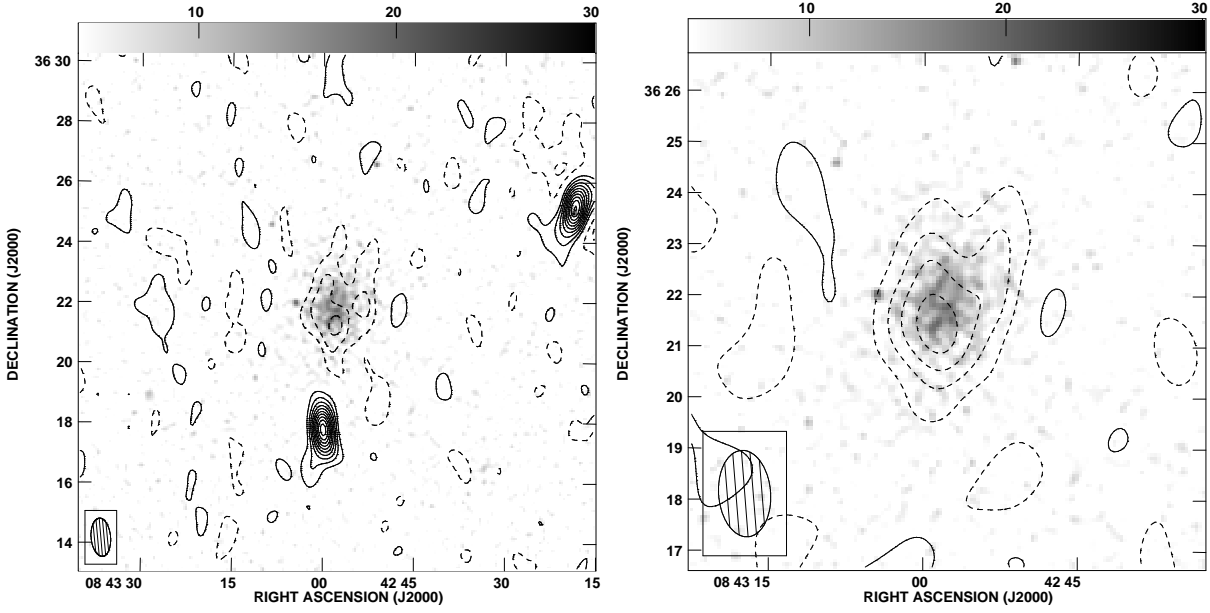 10 20 30
36 30
28
26
24
22
20
18
16
14
DECLINATION (J2000)
08 43 30 15 00 42 45 30 15
RIGHT ASCENSION (J2000)
10 20 30
36 26
25
24
23
22
21
20
19
18
17
DECLINATION (J2000)
08 43 15 00 42 45
RIGHT ASCENSION (J2000)